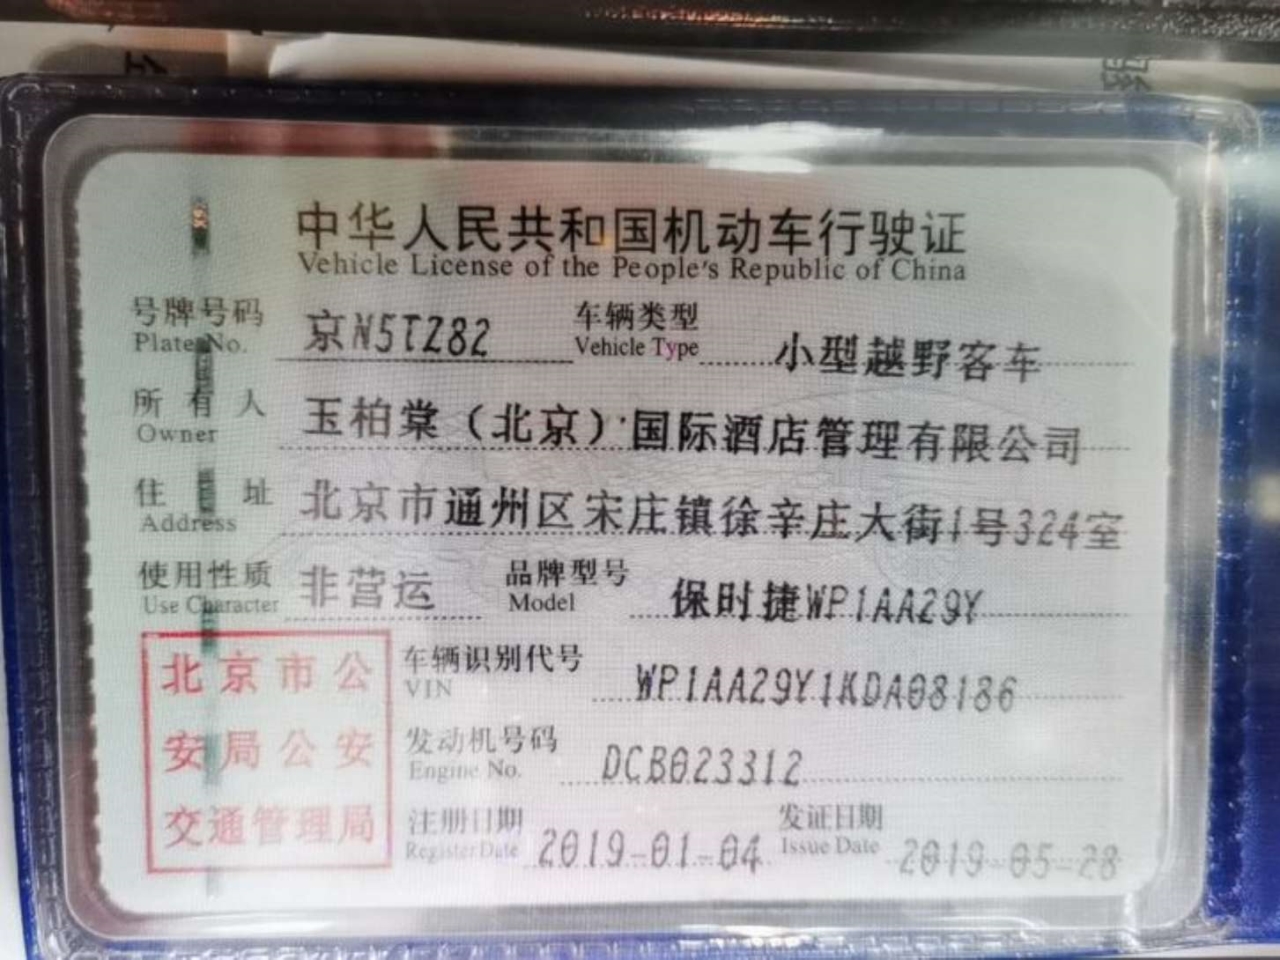 中华人民共和国机动车行驶证
Vehicle License of the People's Republic of China
号牌号码 京N5TZ82 车辆类型 小型越野客车
Plate No. Vehicle Type
所有人 玉柏棠（北京）国际酒店管理有限公司
Owner
住址 北京市通州区宋庄镇徐辛庄大街1号324室
Address
使用性质 非营运 品牌型号 保时捷WP1AA29Y
Use Character Model
北京市公
安局公安
交通管理局
车辆识别代号 WP1AA29Y1KDA08186
VIN
发动机号码 DCB023312
Engine No.
注册日期 2019-01-04 发证日期 2019-05-28
Register Date Issue Date